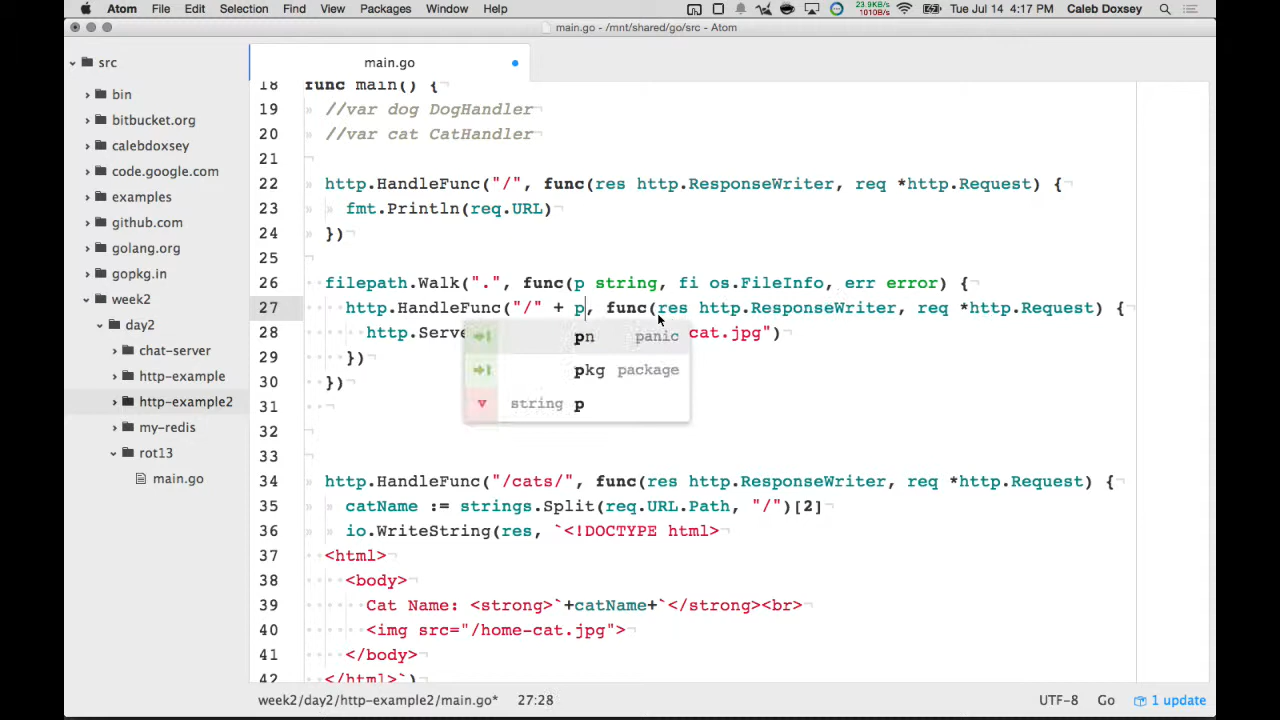 Atom File Edit Selection Find View Packages Window Help 23.9KB/s 1010B/s Tue Jul 14 4:17 PM Caleb Doxsey
main.go - /mnt/shared/go/src - Atom
src
bin
bitbucket.org
calebdoxsey
code.google.com
examples
github.com
golang.org
gopkg.in
week2
day2
chat-server
http-example
http-example2
my-redis
rot13
main.go
main.go
18 func main() {
19 //var dog DogHandler
20 //var cat CatHandler
21
22 http.HandleFunc("/", func(res http.ResponseWriter, req *http.Request) {
23 fmt.Println(req.URL)
24 })
25
26 filepath.Walk(".", func(p string, fi os.FileInfo, err error) {
27 http.HandleFunc("/" + p, func(res http.ResponseWriter, req *http.Request) {
28 http.Serve cat.jpg")
29 })
30 })
31
32
33
34 http.HandleFunc("/cats/", func(res http.ResponseWriter, req *http.Request) {
35 catName := strings.Split(req.URL.Path, "/")[2]
36 io.WriteString(res, `<!DOCTYPE html>
37 <html>
38 <body>
39 Cat Name: <strong>`+catName+`</strong><br>
40 <img src="/home-cat.jpg">
41 </body>
42 </html>`)
pn panic
pkg package
v string p
week2/day2/http-example2/main.go* 27:28 UTF-8 Go 1 update